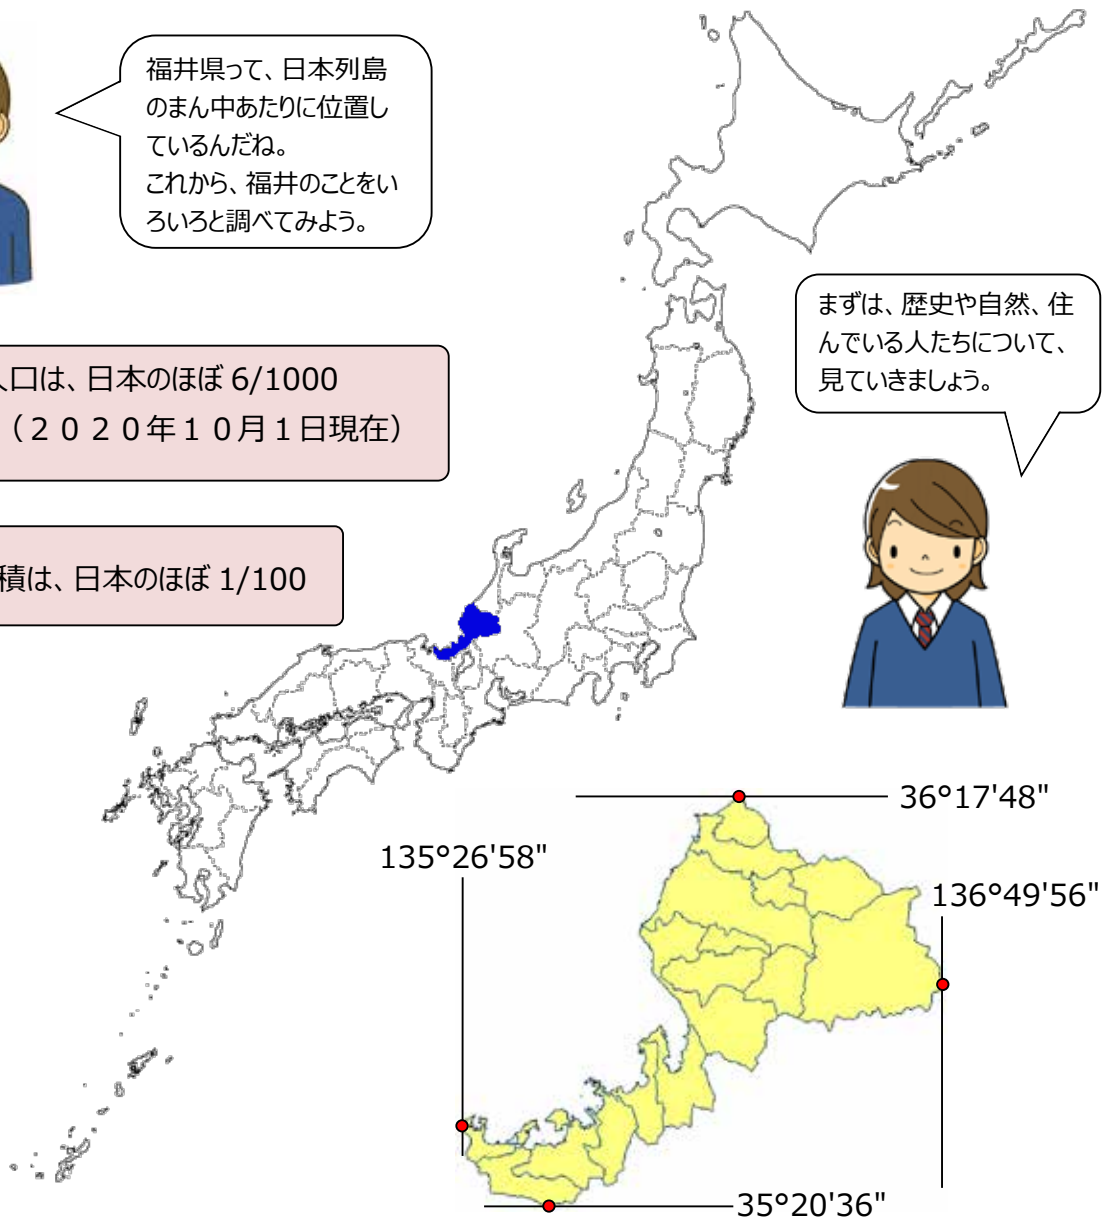 福井県って、日本列島
のまん中あたりに位置し
ているんだね。
これから、福井のことをい
ろいろと調べてみよう。
まずは、歴史や自然、住
んでいる人たちについて、
見ていきましょう。
人口は、日本のほぼ 6/1000
（２０２０年１０月１日現在）
積は、日本のほぼ 1/100
36°17'48"
135°26'58"
136°49'56"
35°20'36"